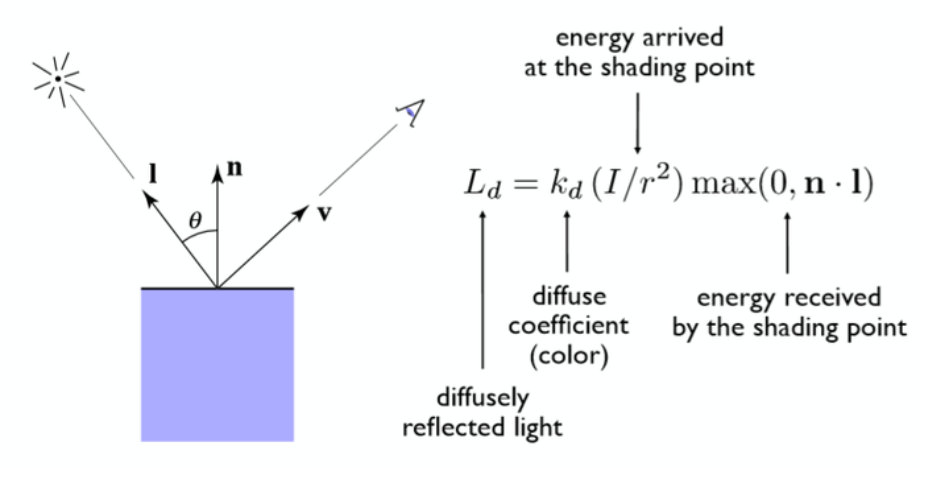 energy arrived
at the shading point
l
n
θ
v
L_d = k_d (I/r²) max(0, n · l)
diffuse
coefficient
(color)
energy received
by the shading point
diffusely
reflected light